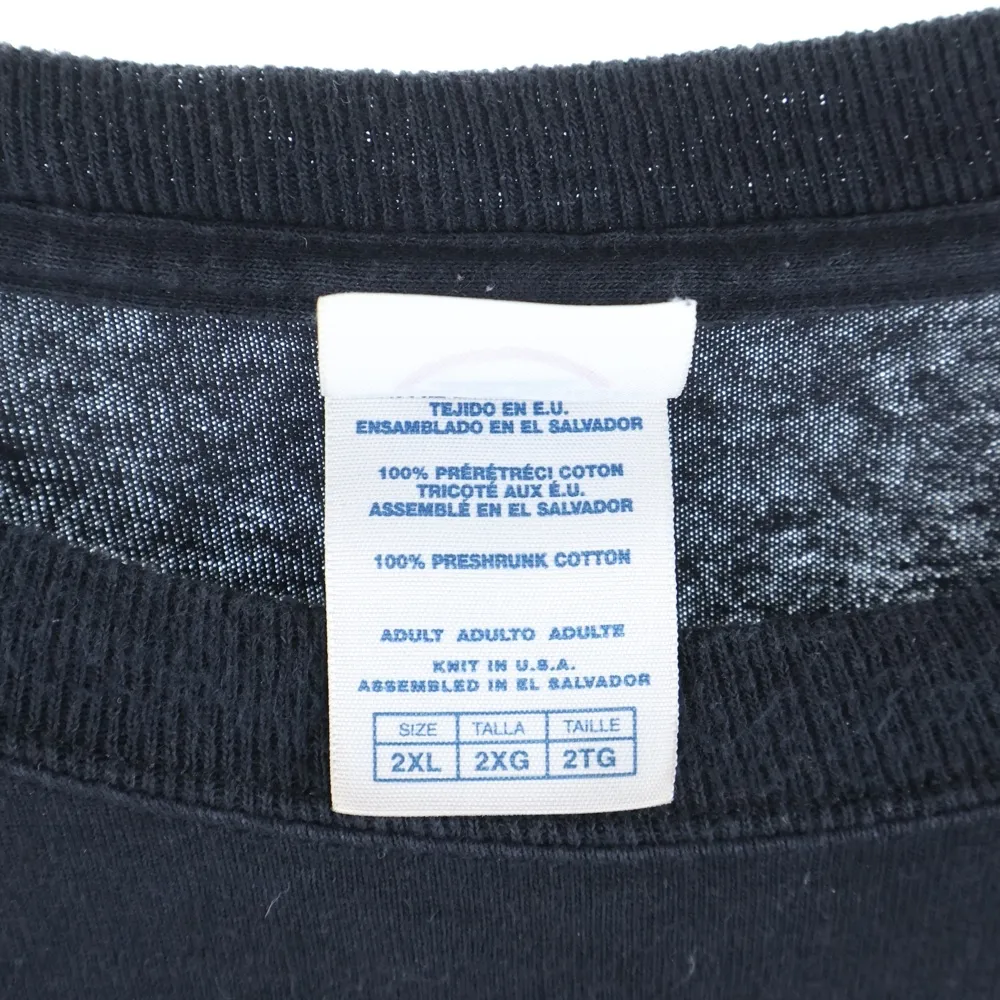 TEJIDO EN E.U.
ENSAMBLADO EN EL SALVADOR
100% PRÉRÉTRÉCI COTON
TRICOTÉ AUX É.U.
ASSEMBLÉ EN EL SALVADOR
100% PRESHRUNK COTTON
ADULT ADULTO ADULTE
KNIT IN U.S.A.
ASSEMBLED IN EL SALVADOR
SIZE TALLA TAILLE
2XL 2XG 2TG